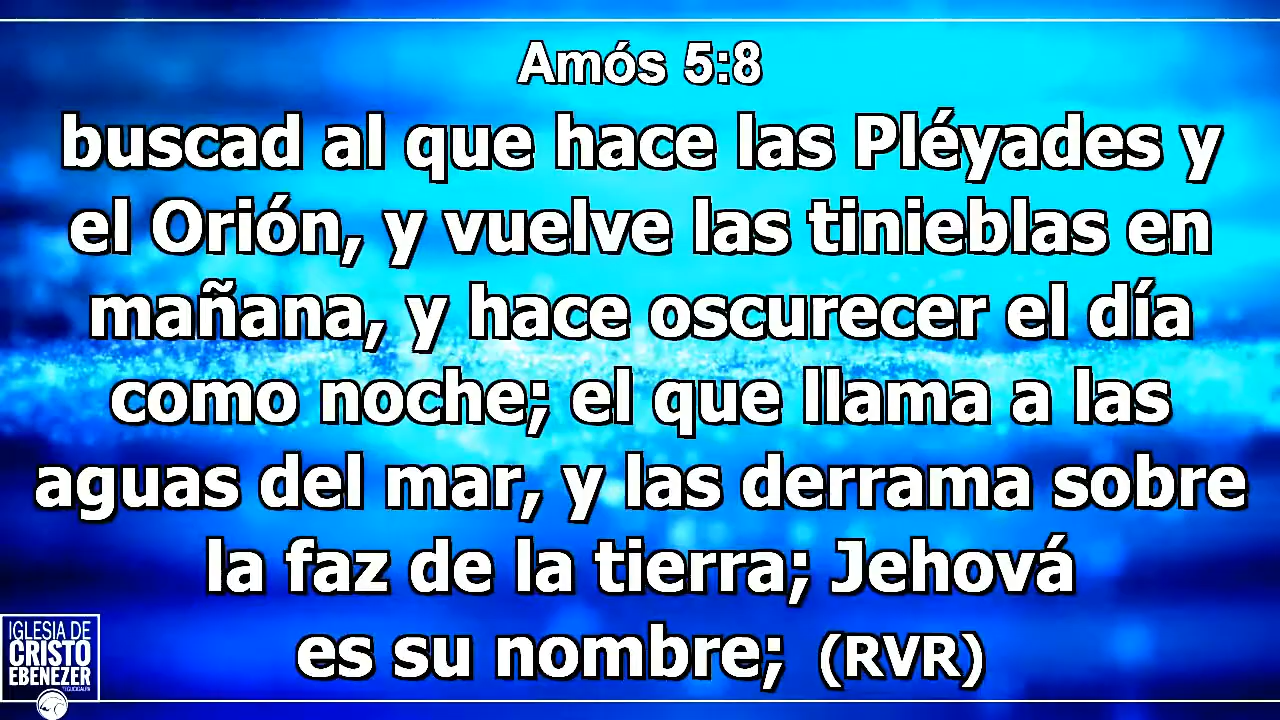 Amós 5:8
buscad al que hace las Pléyades y
el Orión, y vuelve las tinieblas en
mañana, y hace oscurecer el día
como noche; el que llama a las
aguas del mar, y las derrama sobre
la faz de la tierra; Jehová
es su nombre; (RVR)
IGLESIA DE
CRISTO
EBENEZER
TEGUCIGALPA